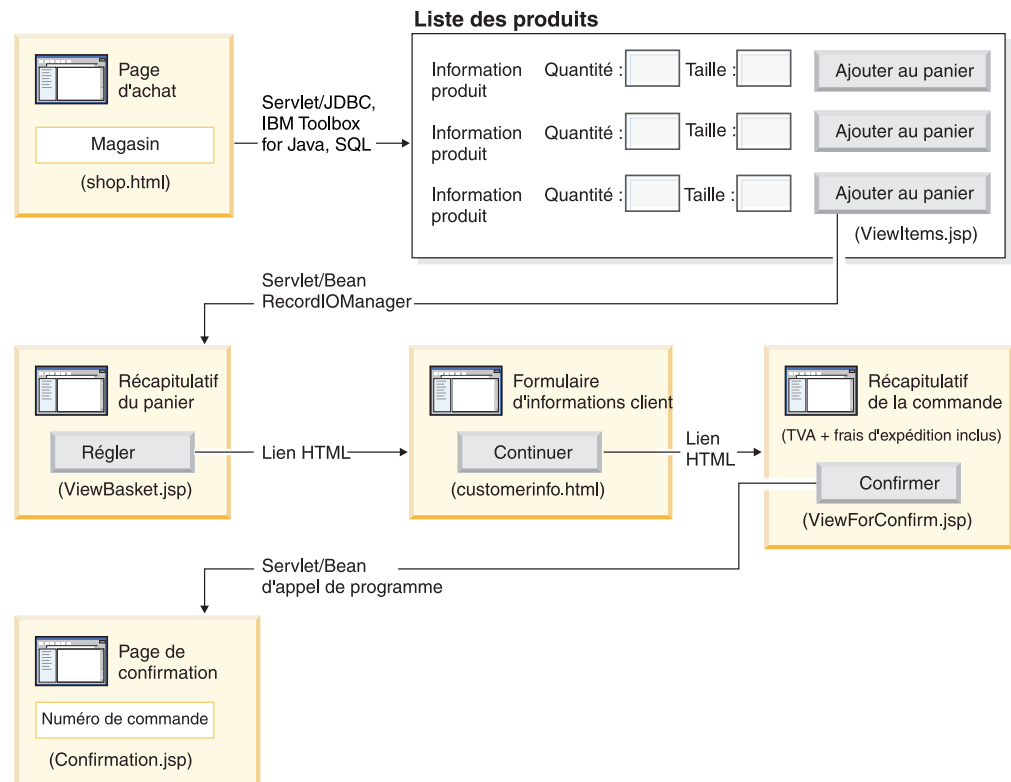 Liste des produits
Page
d'achat
Magasin
(shop.html)
Servlet/JDBC,
IBM Toolbox
for Java, SQL
Information
produit
Quantité :
Taille :
Ajouter au panier
Information
produit
Quantité :
Taille :
Ajouter au panier
Information
produit
Quantité :
Taille :
Ajouter au panier
(ViewItems.jsp)
Servlet/Bean
RecordIOManager
Récapitulatif
du panier
Régler
(ViewBasket.jsp)
Lien HTML
Formulaire
d'informations client
Continuer
(customerinfo.html)
Lien
HTML
Récapitulatif
de la commande
(TVA + frais d'expédition inclus)
Confirmer
(ViewForConfirm.jsp)
Servlet/Bean
d'appel de programme
Page de
confirmation
Numéro de commande
(Confirmation.jsp)